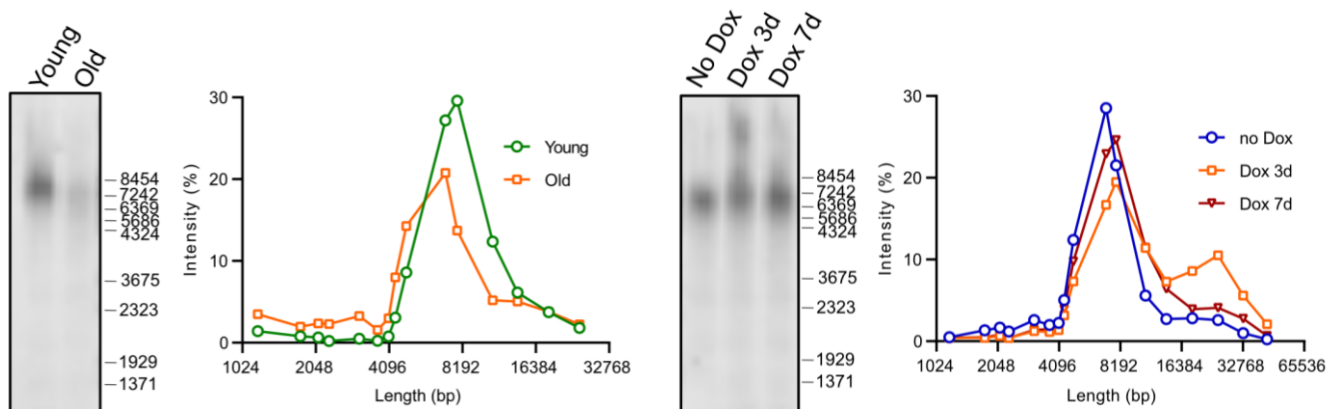 Young
Old
8454
7242
6369
5686
4324
3675
2323
1929
1371
30
20
10
0
Intensity (%)
1024
2048
4096
8192
16384
32768
Length (bp)
Young
Old
No Dox
Dox 3d
Dox 7d
8454
7242
6369
5686
4324
3675
2323
1929
1371
30
20
10
0
Intensity (%)
1024
2048
4096
8192
16384
32768
65536
Length (bp)
no Dox
Dox 3d
Dox 7d